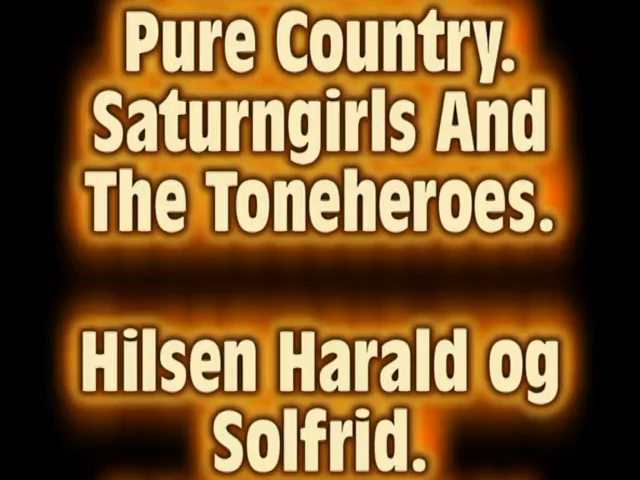 Pure Country.
Saturngirls And
The Toneheroes.
Hilsen Harald og
Solfrid.